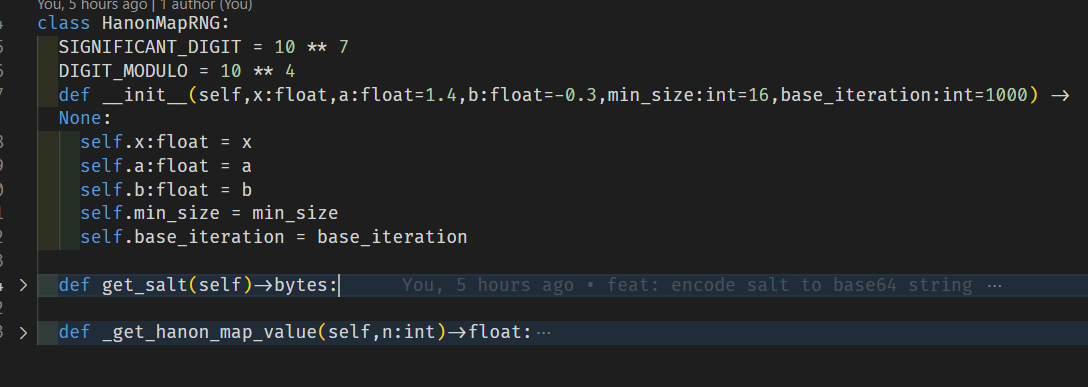 You, 5 hours ago | 1 author (You)
class HanonMapRNG:
SIGNIFICANT_DIGIT = 10 ** 7
DIGIT_MODULO = 10 ** 4
def __init__(self,x:float,a:float=1.4,b:float=-0.3,min_size:int=16,base_iteration:int=1000) ->
None:
self.x:float = x
self.a:float = a
self.b:float = b
self.min_size = min_size
self.base_iteration = base_iteration
def get_salt(self)->bytes: You, 5 hours ago • feat: encode salt to base64 string ⋯
def _get_hanon_map_value(self,n:int)->float:⋯